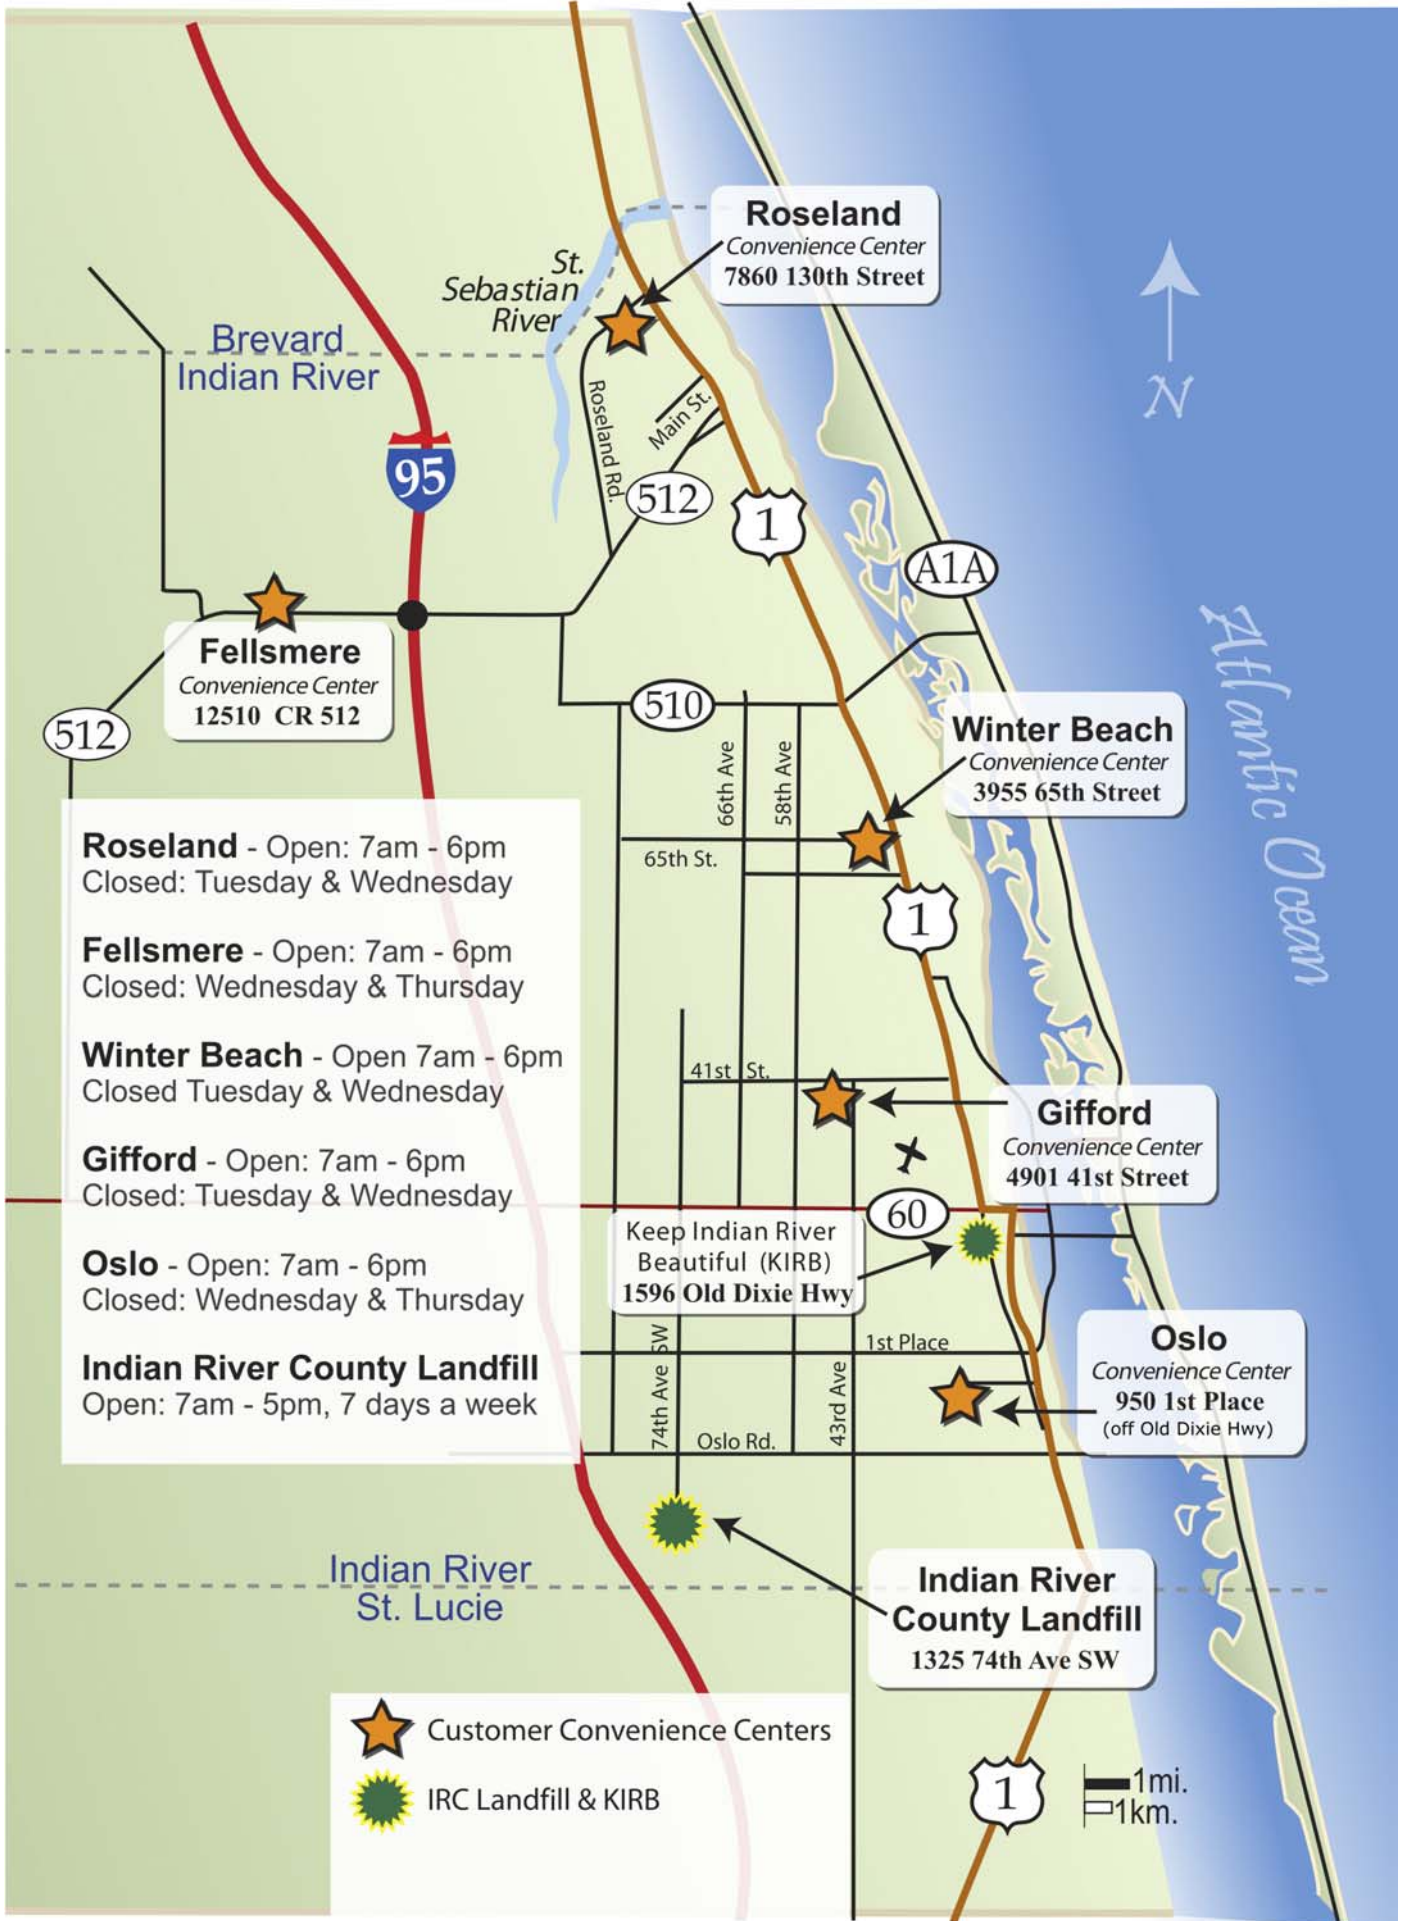 Roseland
Convenience Center
7860 130th Street
St.
Sebastian
River
Brevard
Indian River
Roseland Rd.
Main St.
95
512
1
A1A
N
Fellsmere
Convenience Center
12510 CR 512
512
510
66th Ave
58th Ave
Winter Beach
Convenience Center
3955 65th Street
Atlantic Ocean
65th St.
1
Roseland - Open: 7am - 6pm
Closed: Tuesday & Wednesday
Fellsmere - Open: 7am - 6pm
Closed: Wednesday & Thursday
Winter Beach - Open 7am - 6pm
Closed Tuesday & Wednesday
Gifford - Open: 7am - 6pm
Closed: Tuesday & Wednesday
Oslo - Open: 7am - 6pm
Closed: Wednesday & Thursday
Indian River County Landfill
Open: 7am - 5pm, 7 days a week
41st St.
Gifford
Convenience Center
4901 41st Street
60
Keep Indian River
Beautiful (KIRB)
1596 Old Dixie Hwy
1st Place
74th Ave SW
43rd Ave
Oslo Rd.
Oslo
Convenience Center
950 1st Place
(off Old Dixie Hwy)
Indian River
St. Lucie
Indian River
County Landfill
1325 74th Ave SW
Customer Convenience Centers
IRC Landfill & KIRB
1
1mi.
1km.